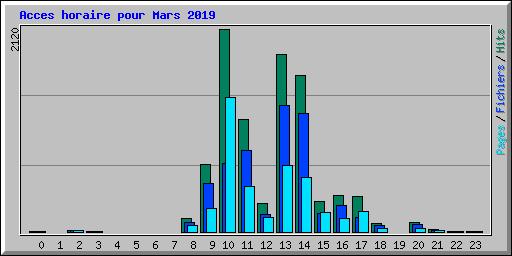 Acces horaire pour Mars 2019
2120
Pages/Fichiers/Hits
0 1 2 3 4 5 6 7 8 9 10 11 12 13 14 15 16 17 18 19 20 21 22 23